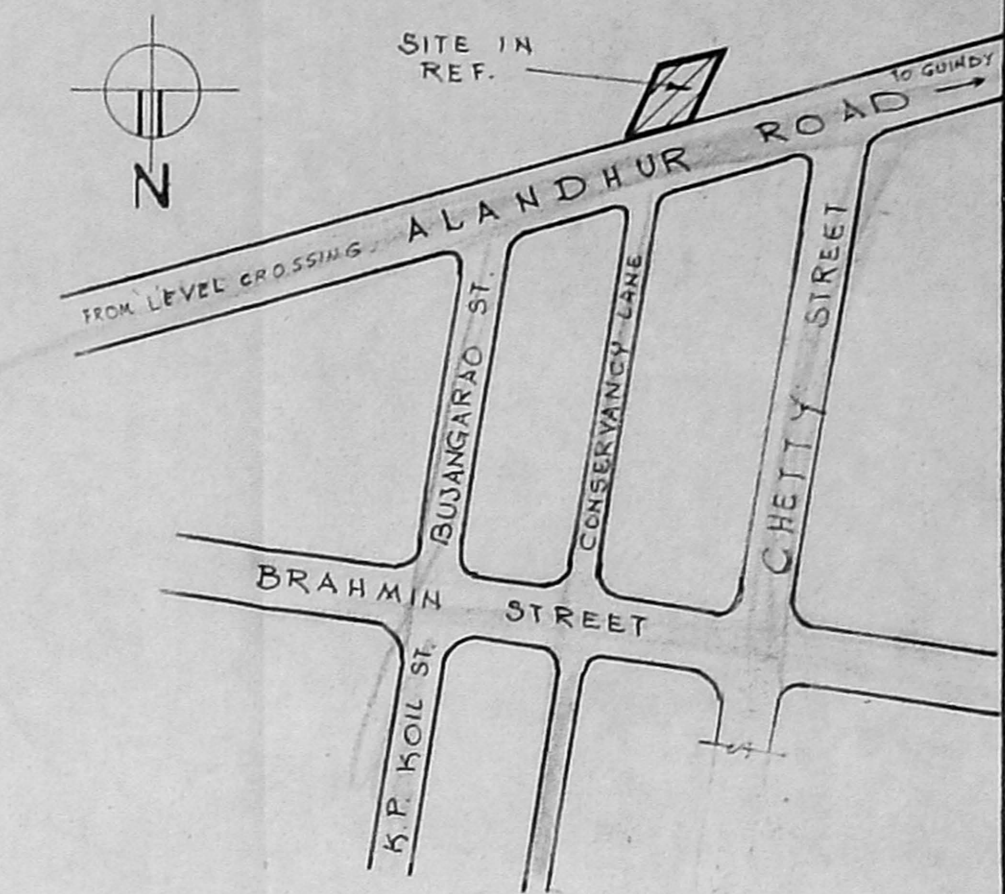 SITE IN
REF.
TO GUINDY
N
ALANDHUR ROAD
FROM LEVEL CROSSING
BUJANGARAO ST.
CONSERVANCY LANE
CHETTY STREET
BRAHMIN STREET
K.P. KOIL ST.